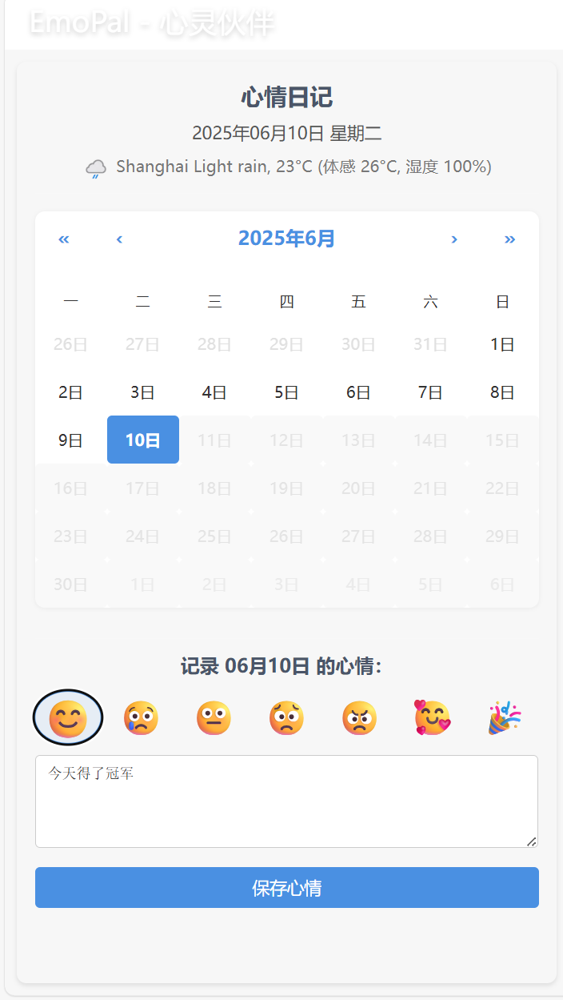 EmoPal - 心灵伙伴
心情日记
2025年06月10日 星期二
Shanghai Light rain, 23°C (体感 26°C, 湿度 100%)
« ‹ 2025年6月 › »
一 二 三 四 五 六 日
26日 27日 28日 29日 30日 31日 1日
2日 3日 4日 5日 6日 7日 8日
9日 10日 11日 12日 13日 14日 15日
16日 17日 18日 19日 20日 21日 22日
23日 24日 25日 26日 27日 28日 29日
30日 1日 2日 3日 4日 5日 6日
记录 06月10日 的心情：
今天得了冠军
保存心情